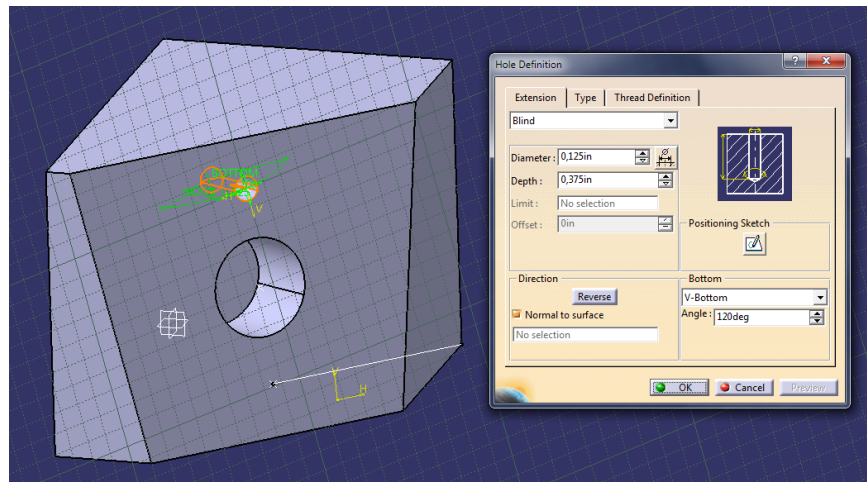 Hole Definition
Extension Type Thread Definition
Blind
Diameter : 0,125in
Depth : 0,375in
Limit : No selection
Offset : 0in
Positioning Sketch
Direction
Reverse
Normal to surface
No selection
Bottom
V-Bottom
Angle : 120deg
OK Cancel Preview
V
V
H